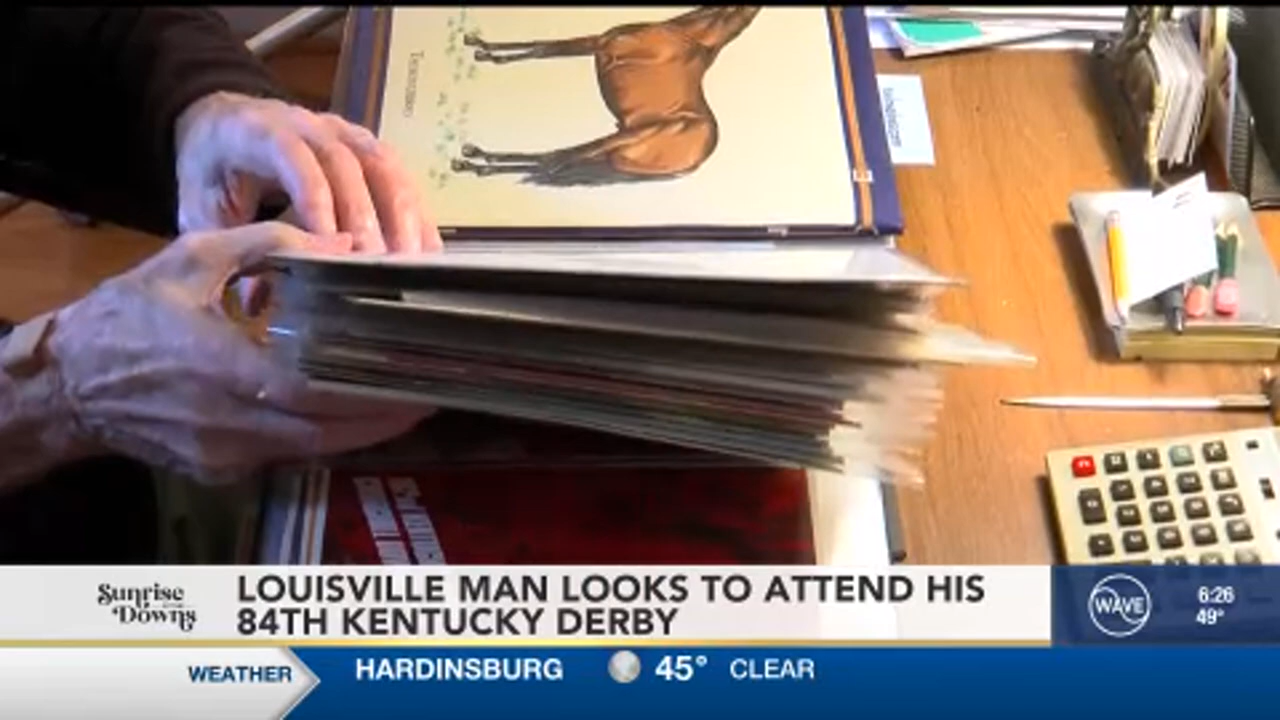 Sunrise
Downs
LOUISVILLE MAN LOOKS TO ATTEND HIS
84TH KENTUCKY DERBY
WAVE
6:26
49°
WEATHER
HARDINSBURG
45°
CLEAR